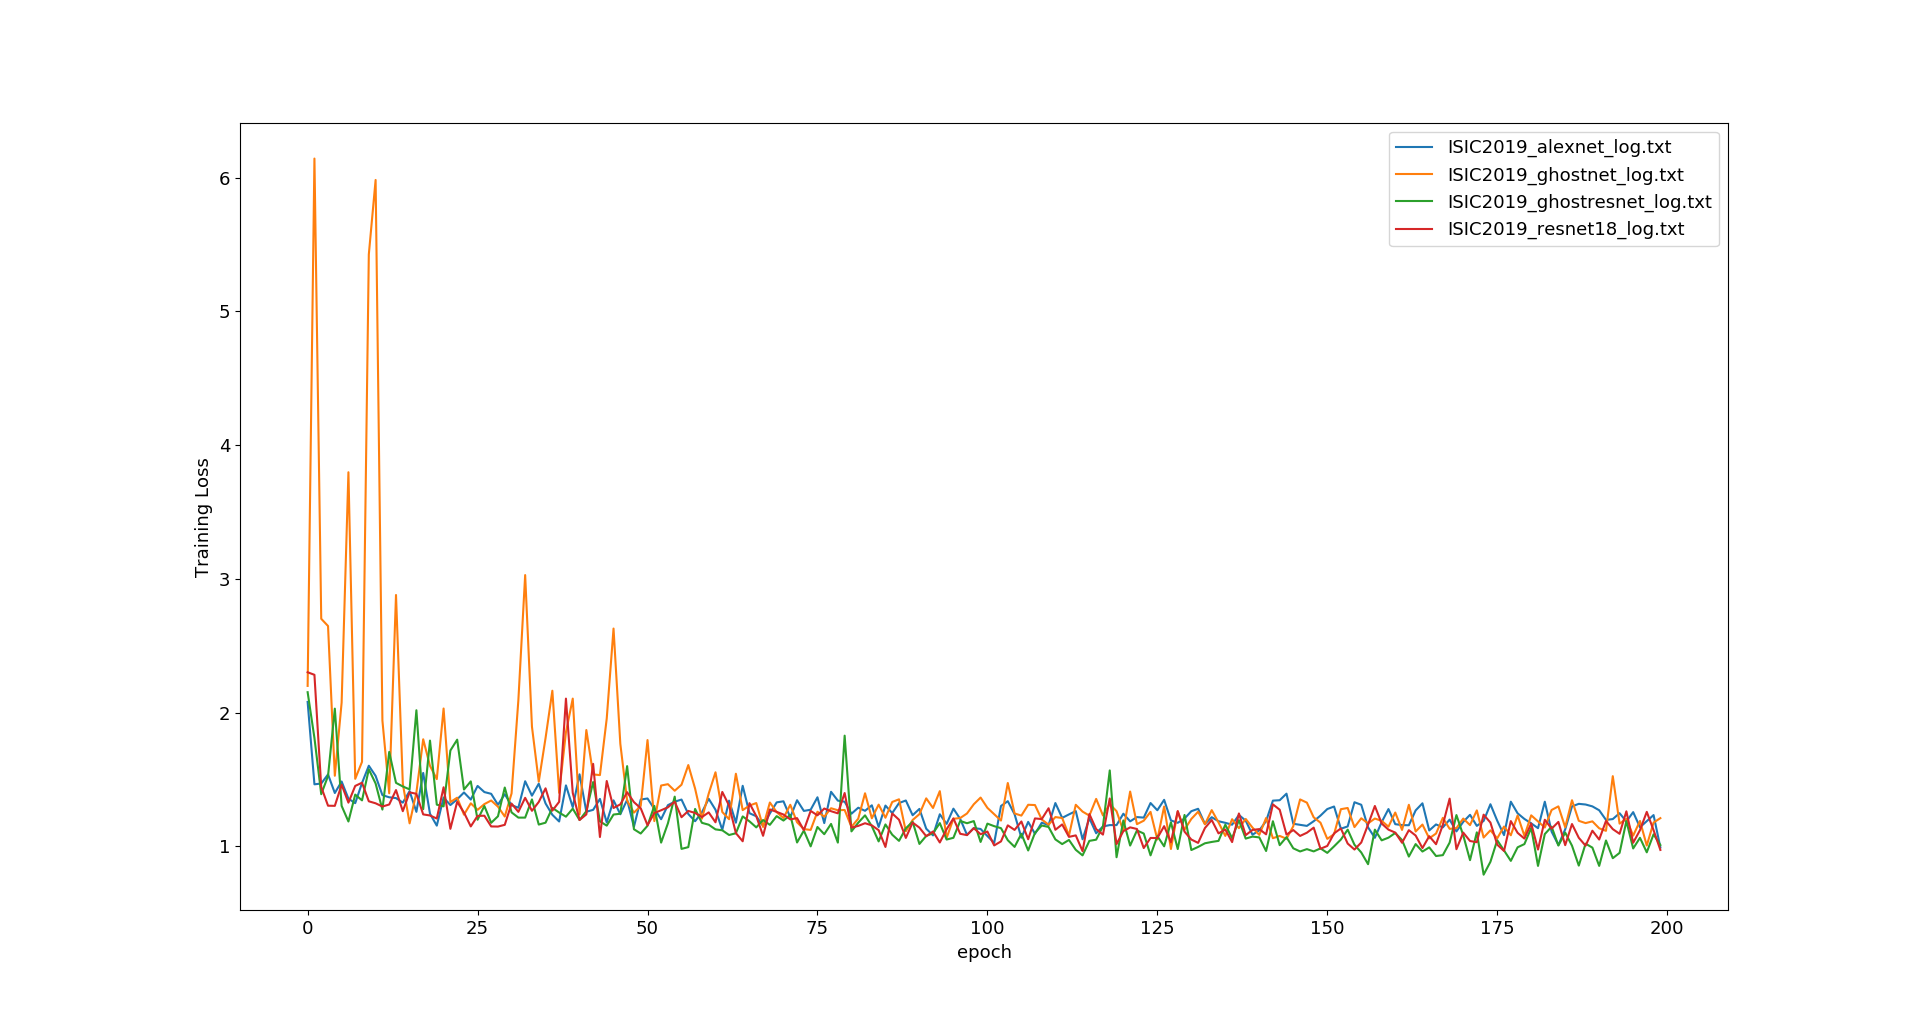 ISIC2019_alexnet_log.txt
ISIC2019_ghostnet_log.txt
ISIC2019_ghostresnet_log.txt
ISIC2019_resnet18_log.txt
6
5
4
3
2
1
Training Loss
0 25 50 75 100 125 150 175 200
epoch